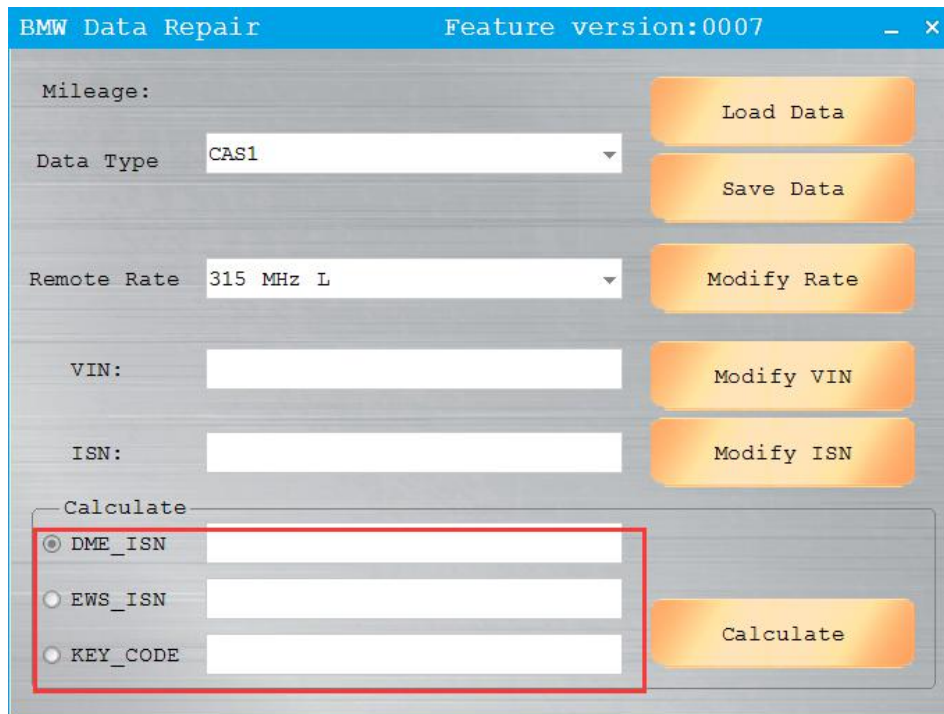 BMW Data Repair Feature version:0007
Mileage:
Load Data
Data Type CAS1
Save Data
Remote Rate 315 MHz L Modify Rate
VIN: Modify VIN
ISN: Modify ISN
Calculate
DME_ISN
EWS_ISN
Calculate
KEY_CODE